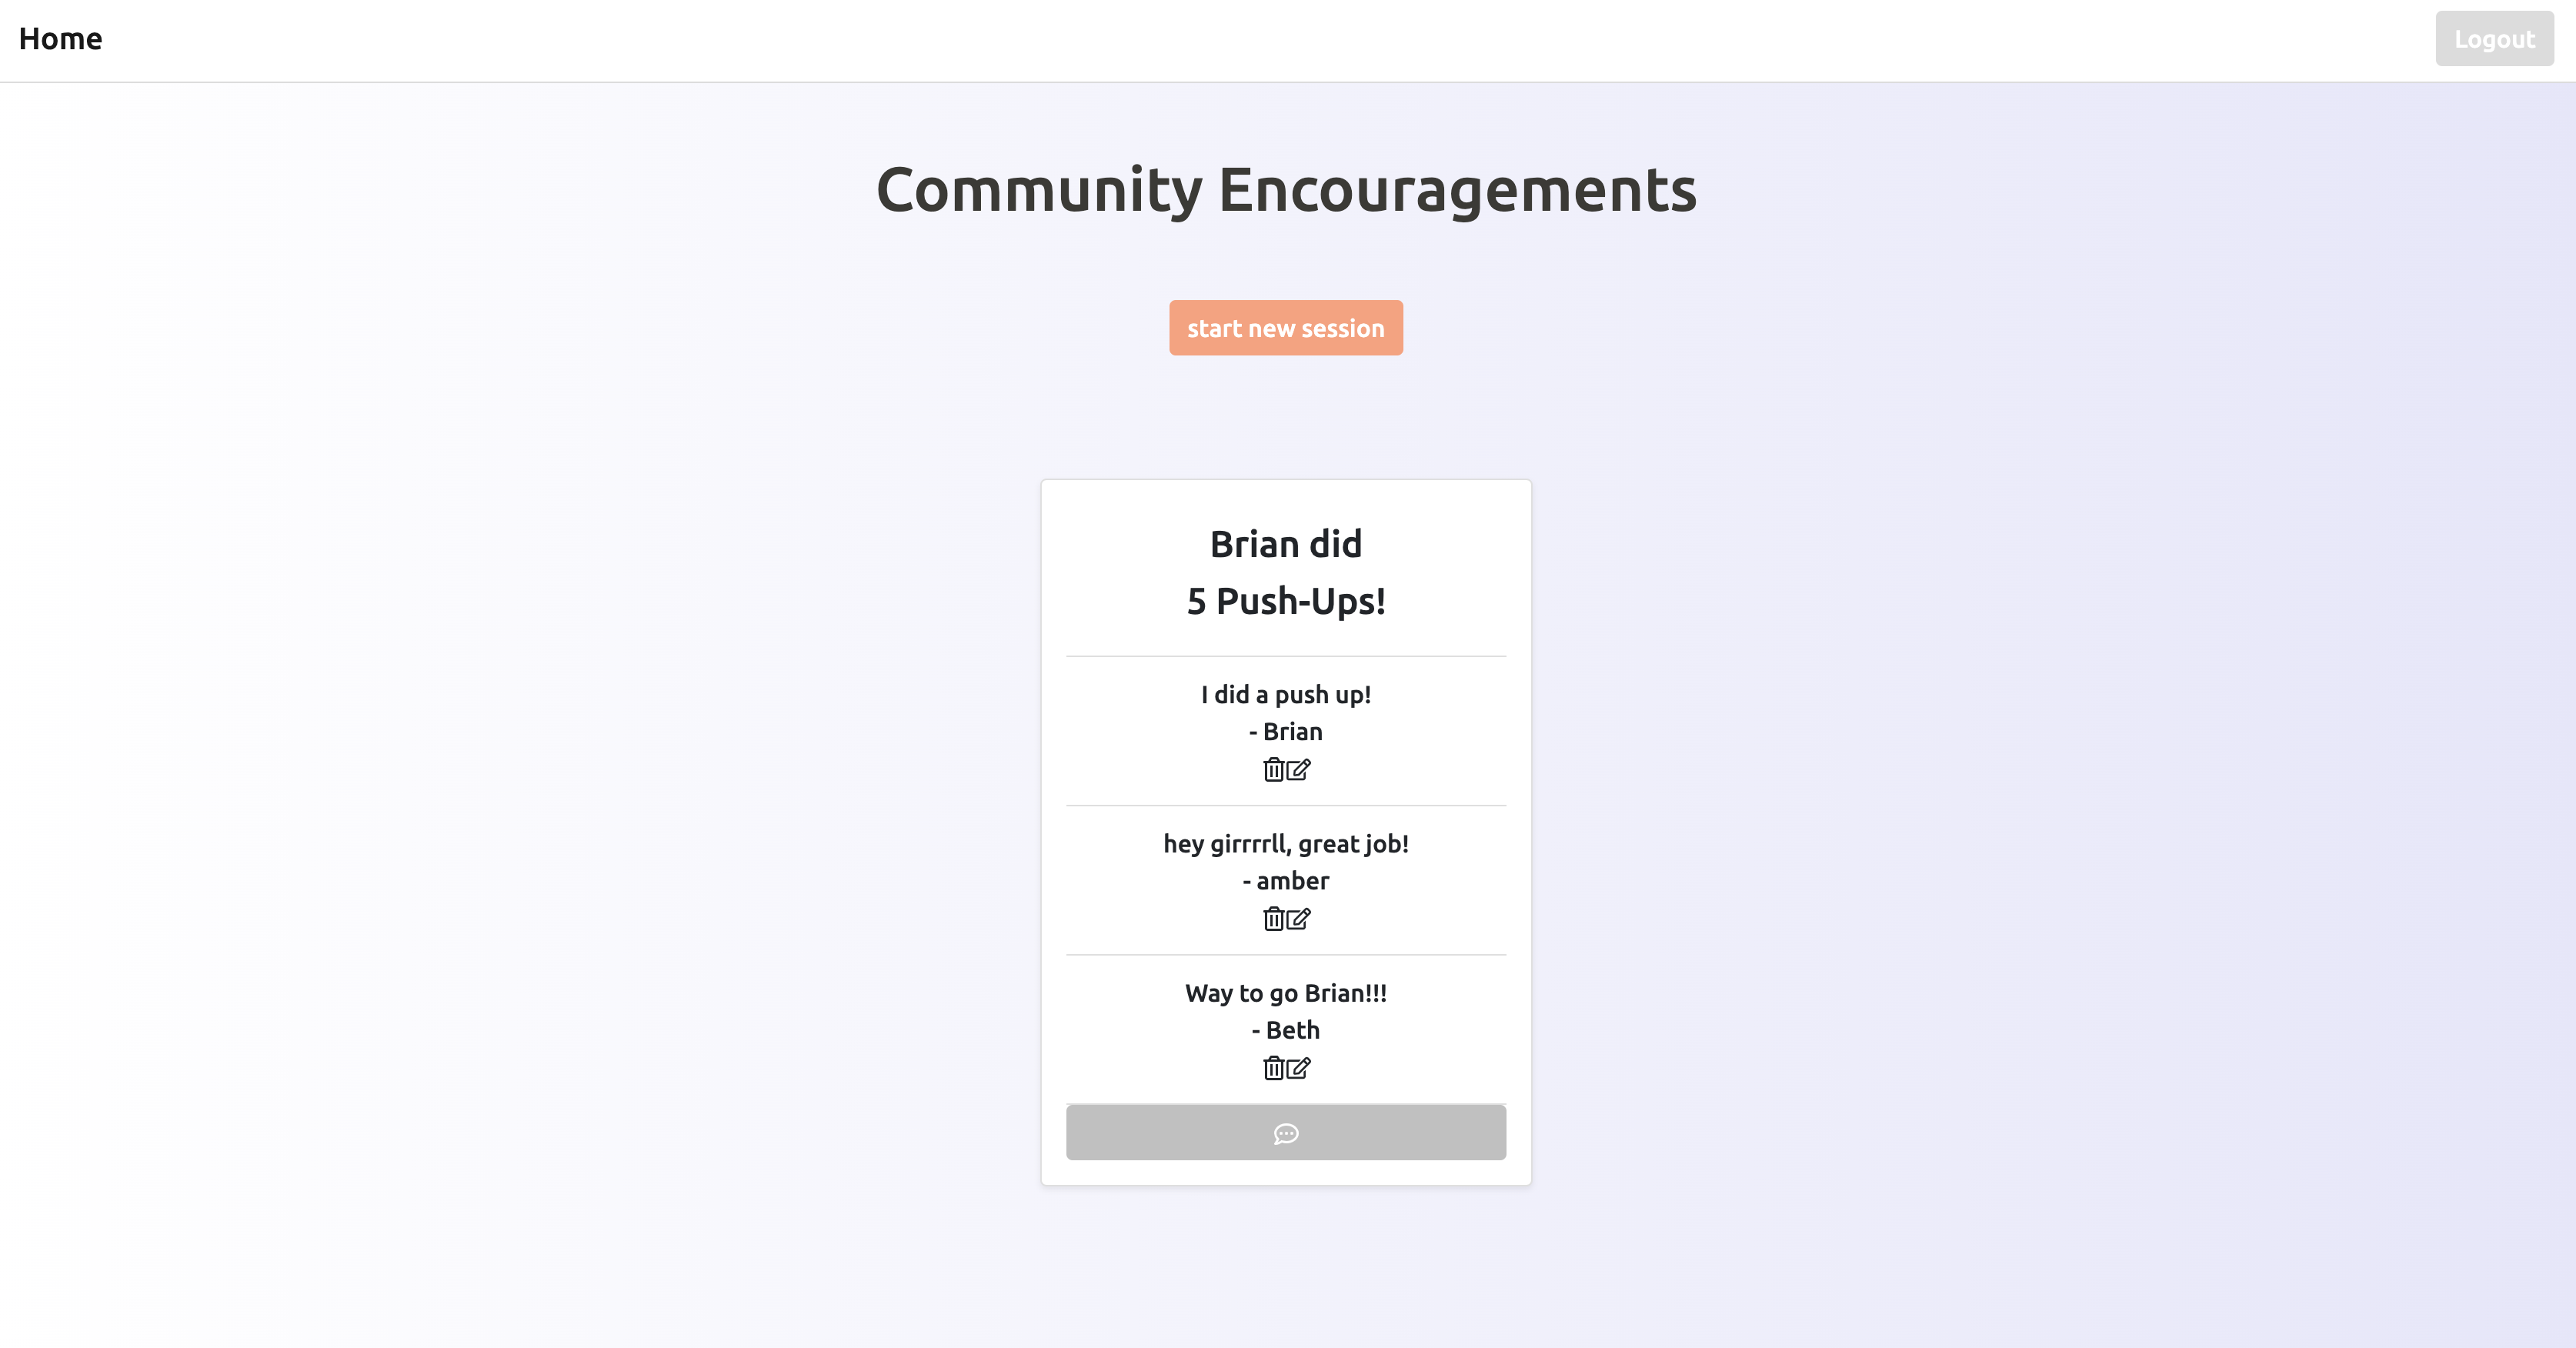 Home
Logout
Community Encouragements
start new session
Brian did
5 Push-Ups!
I did a push up!
- Brian
hey girrrrll, great job!
- amber
Way to go Brian!!!
- Beth